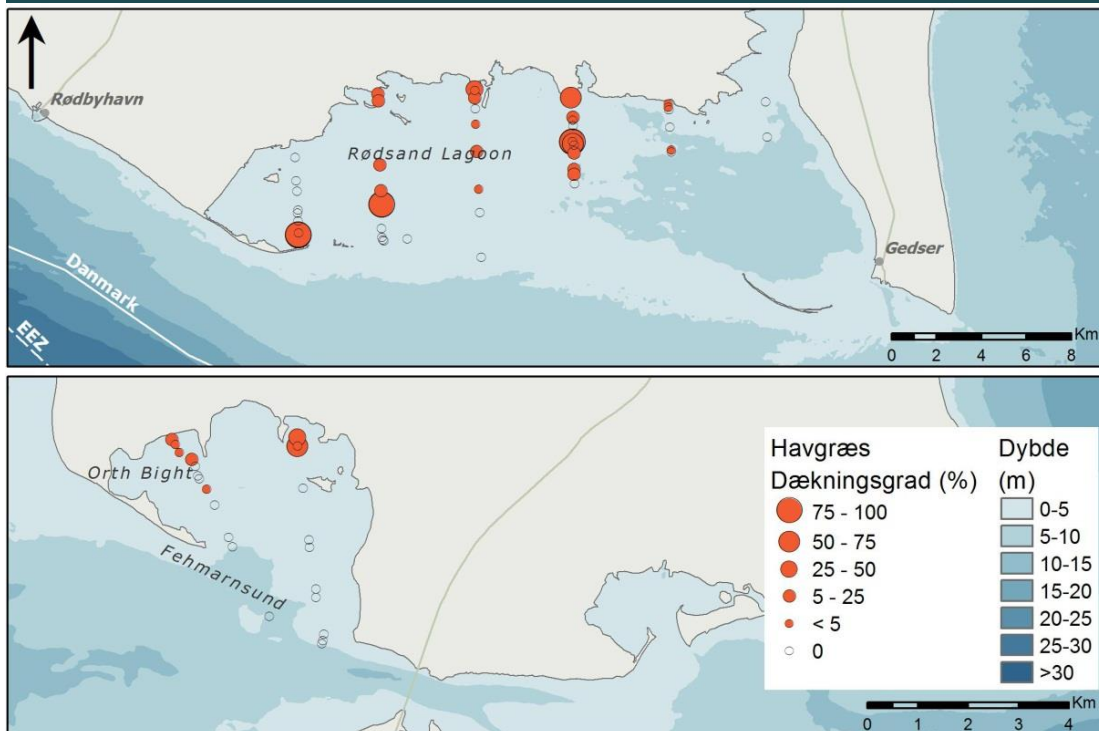 Rødbyhavn
Rødsand Lagoon
Gedser
Danmark
EEZ
Km
0 2 4 6 8
Orth Bight
Fehmarnsund
Havgræs
Dækningsgrad (%)
75 - 100
50 - 75
25 - 50
5 - 25
< 5
0
Dybde
(m)
0-5
5-10
10-15
15-20
20-25
25-30
>30
Km
0 1 2 3 4